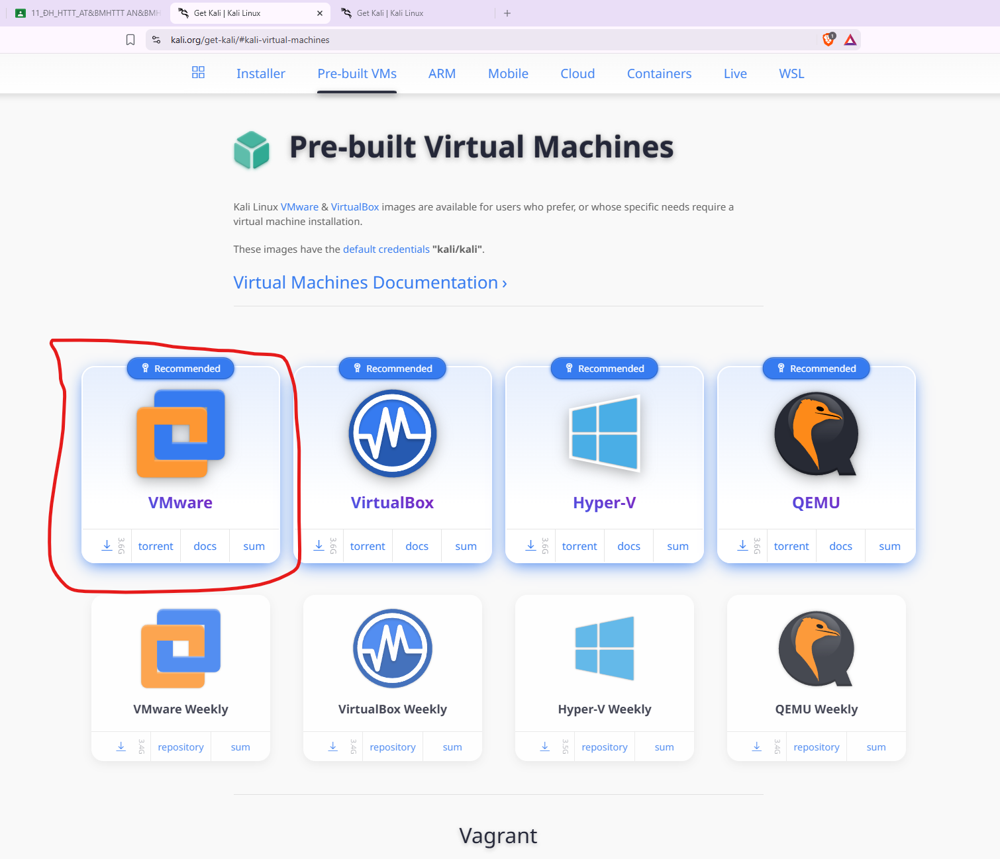 11_ĐH_HTTT_AT&BMHTTT AN&BMH
Get Kali | Kali Linux
Get Kali | Kali Linux
kali.org/get-kali/#kali-virtual-machines
1
Installer
Pre-built VMs
ARM
Mobile
Cloud
Containers
Live
WSL
Pre-built Virtual Machines
Kali Linux VMware & VirtualBox images are available for users who prefer, or whose specific needs require a
virtual machine installation.
These images have the default credentials "kali/kali".
Virtual Machines Documentation ›
Recommended
VMware
3.6G
torrent
docs
sum
Recommended
VirtualBox
3.6G
torrent
docs
sum
Recommended
Hyper-V
3.6G
torrent
docs
sum
Recommended
QEMU
3.6G
torrent
docs
sum
VMware Weekly
3.4G
repository
sum
VirtualBox Weekly
3.4G
repository
sum
Hyper-V Weekly
3.5G
repository
sum
QEMU Weekly
3.4G
repository
sum
Vagrant